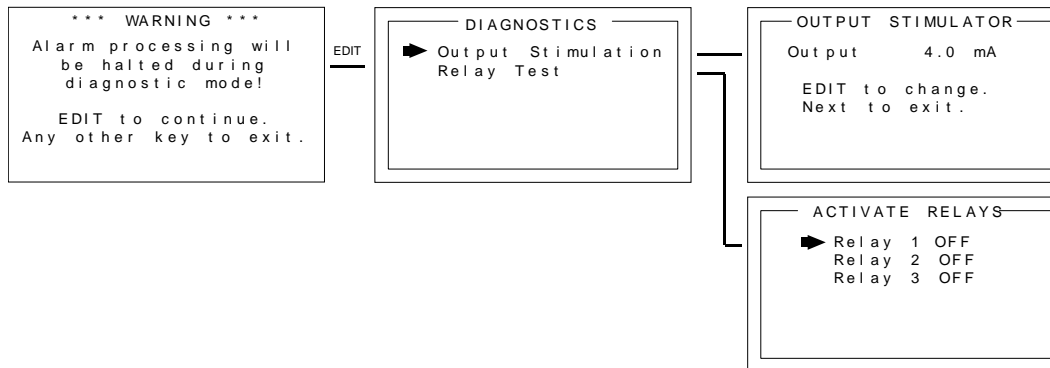 *** WARNING ***
Alarm processing will
be halted during
diagnostic mode!
EDIT to continue.
Any other key to exit.
EDIT
DIAGNOSTICS
Output Stimulation
Relay Test
OUTPUT STIMULATOR
Output 4.0 mA
EDIT to change.
Next to exit.
ACTIVATE RELAYS
Relay 1 OFF
Relay 2 OFF
Relay 3 OFF